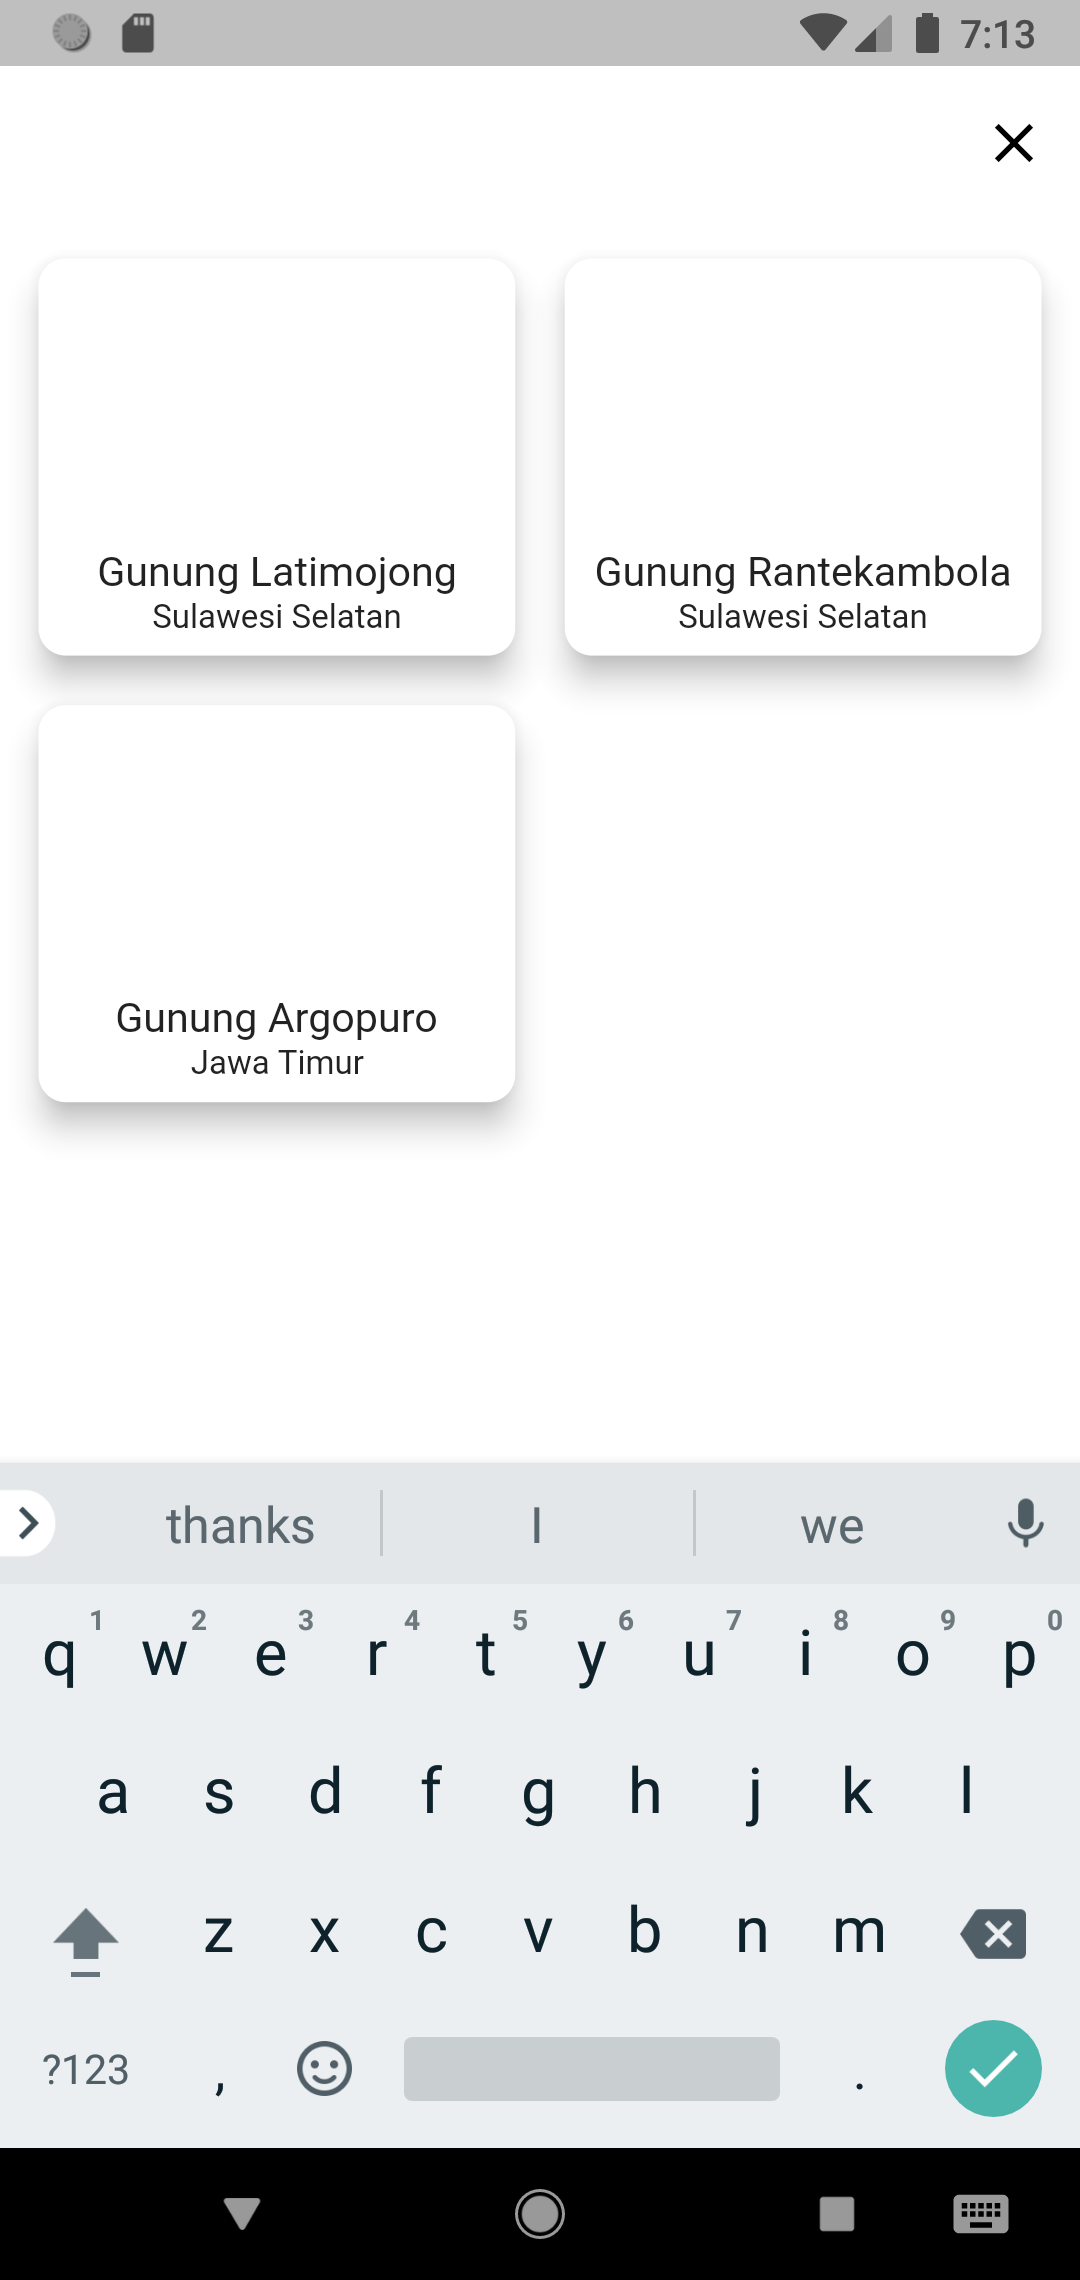 7:13
Gunung Latimojong
Sulawesi Selatan
Gunung Rantekambola
Sulawesi Selatan
Gunung Argopuro
Jawa Timur
thanks I we
1 2 3 4 5 6 7 8 9 0
q w e r t y u i o p
a s d f g h j k l
z x c v b n m
?123 , .